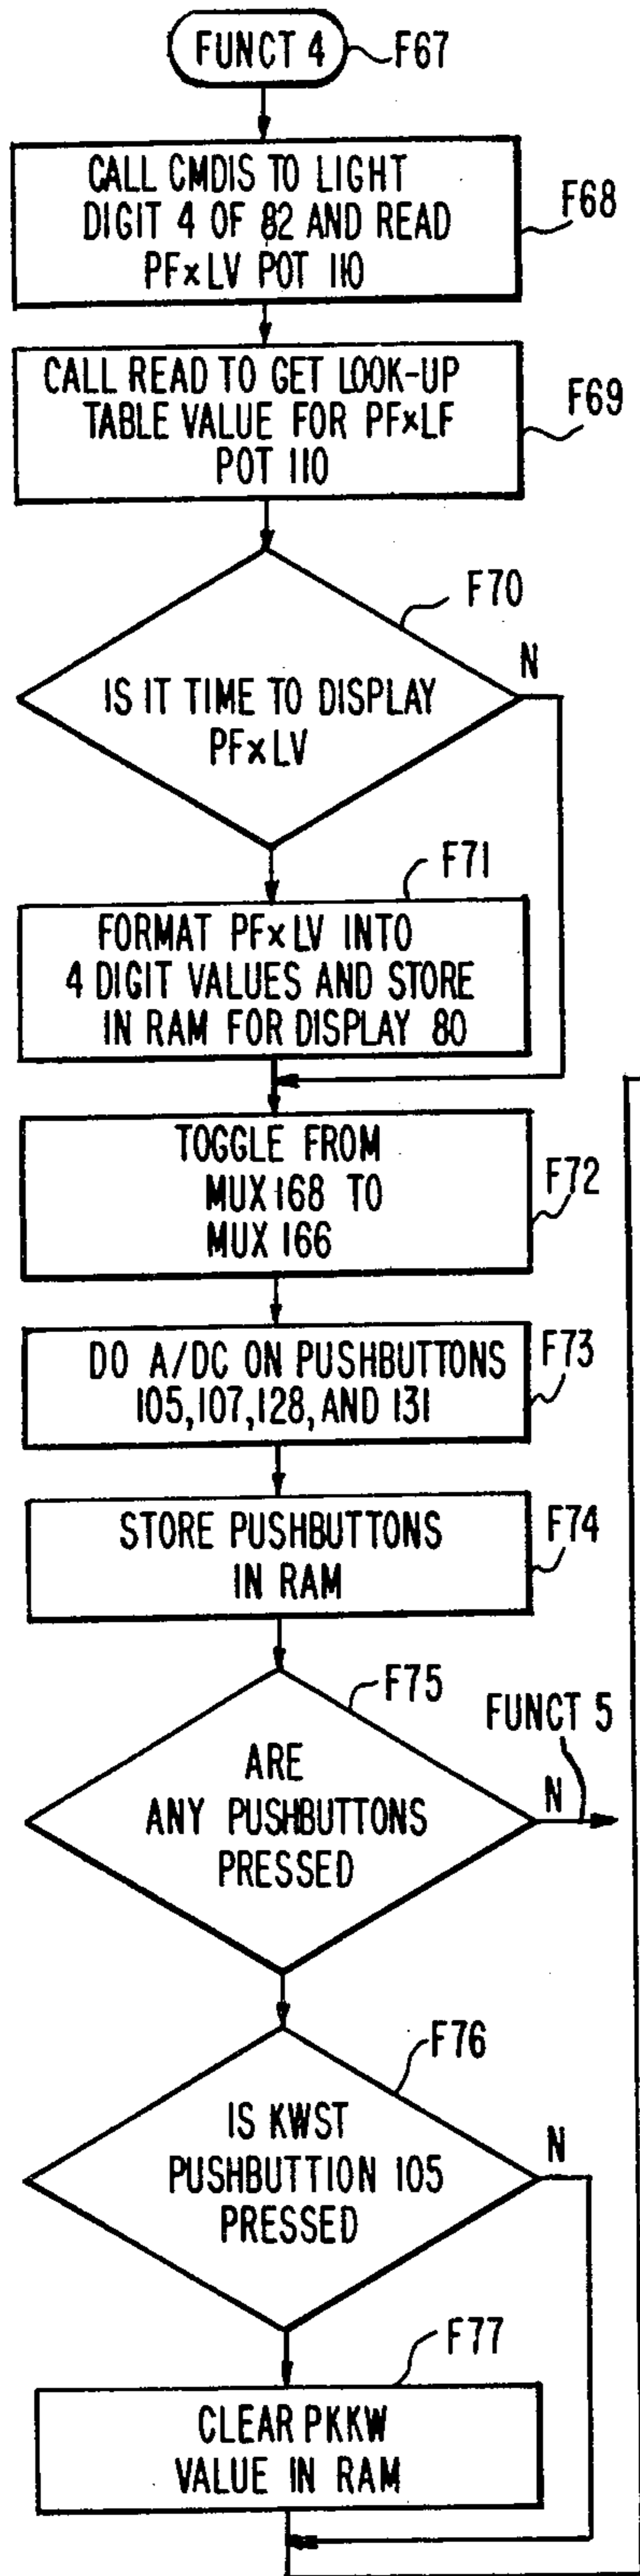 FUNCT 4
F67
CALL CMDIS TO LIGHT
DIGIT 4 OF 82 AND READ
PF×LV POT 110
F68
CALL READ TO GET LOOK-UP
TABLE VALUE FOR PF×LF
POT 110
F69
F70
IS IT TIME TO DISPLAY
PF×LV
N
F71
FORMAT PF×LV INTO
4 DIGIT VALUES AND STORE
IN RAM FOR DISPLAY 80
TOGGLE FROM
MUX 168 TO
MUX 166
F72
DO A/DC ON PUSHBUTTONS
105,107,128, AND 131
F73
STORE PUSHBUTTONS
IN RAM
F74
F75
ARE
ANY PUSHBUTTONS
PRESSED
FUNCT 5
N
F76
IS KWST
PUSHBUTTION 105
PRESSED
N
F77
CLEAR PKKW
VALUE IN RAM